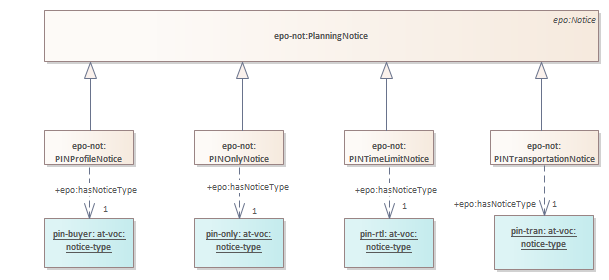 epo:Notice
epo-not:PlanningNotice
epo-not:
PINProfileNotice
epo-not:
PINOnlyNotice
epo-not:
PINTimeLimitNotice
epo-not:
PINTransportationNotice
+epo:hasNoticeType
1
+epo:hasNoticeType
1
+epo:hasNoticeType
1
+epo:hasNoticeType
1
pin-buyer: at-voc:
notice-type
pin-only: at-voc:
notice-type
pin-rtl: at-voc:
notice-type
pin-tran: at-voc:
notice-type